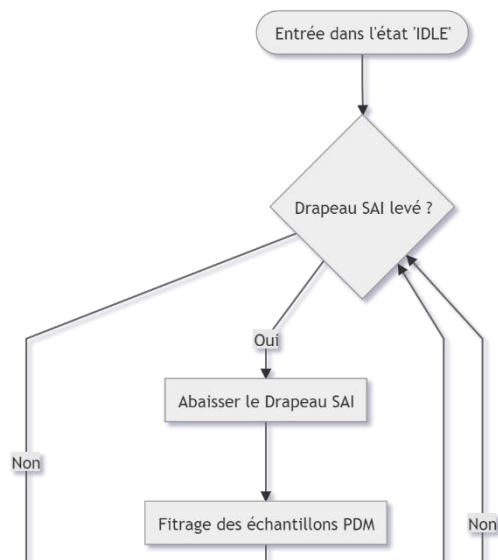 Entrée dans l'état 'IDLE'
Drapeau SAI levé ?
Oui
Abaisser le Drapeau SAI
Non
Fitrage des échantillons PDM
Non